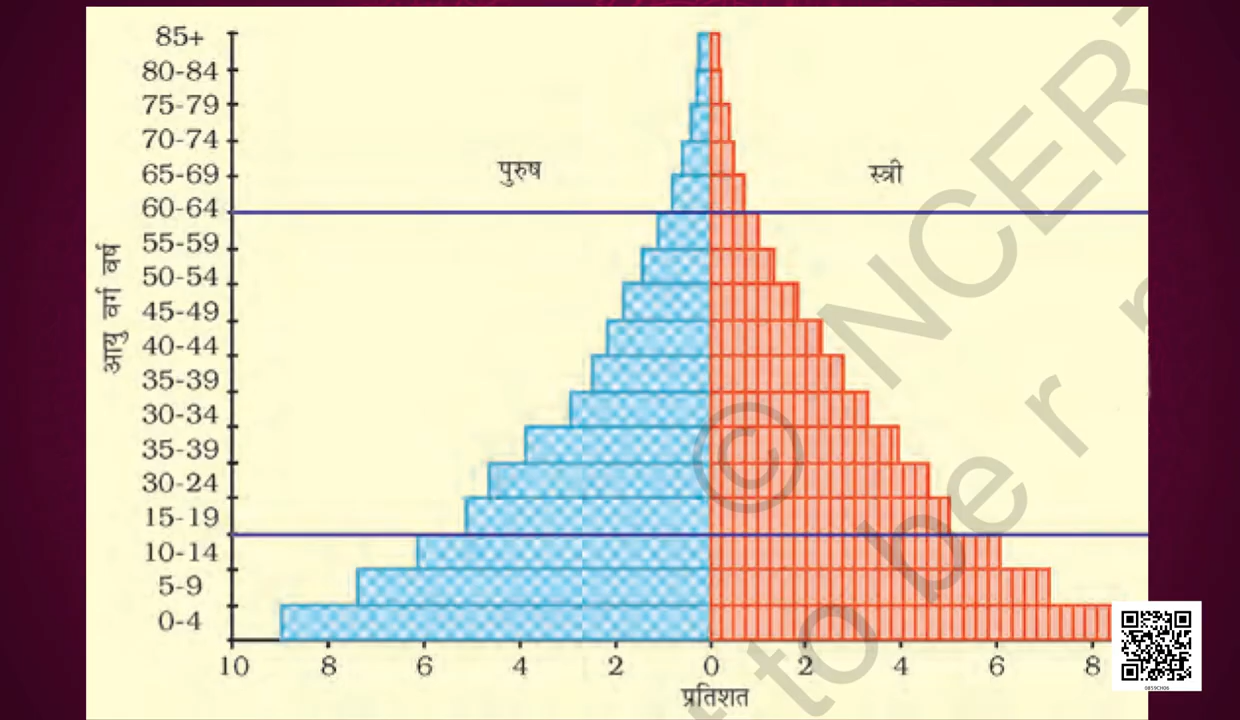 85+
80-84
75-79
70-74
65-69
60-64
55-59
50-54
45-49
40-44
35-39
30-34
35-39
30-24
15-19
10-14
5-9
0-4
आयु वर्ग वर्ष
पुरुष
स्त्री
10 8 6 4 2 0 2 4 6 8
प्रतिशत
© NCER
to be r